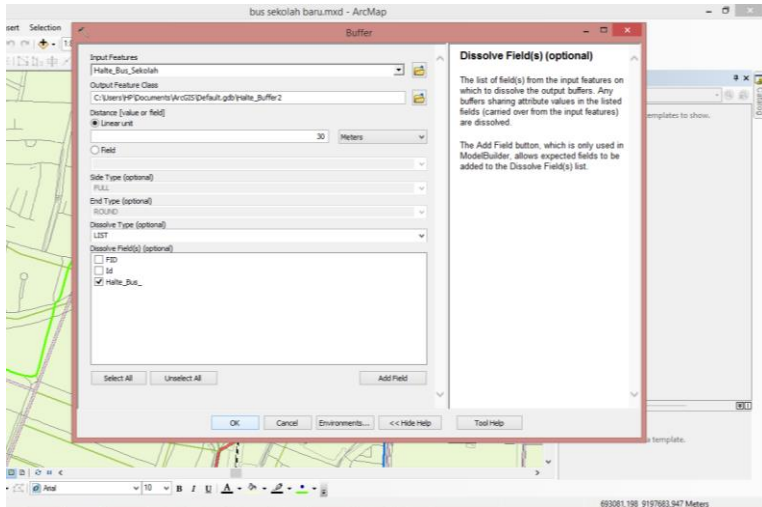 bus sekolah baru.mxd - ArcMap
sert Selection
Buffer
Input Features
Halte_Bus_Sekolah
Output Feature Class
C:\Users\HP\Documents\ArcGIS\Default.gdb\Halte_Buffer2
Distance [value or field]
Linear unit
30 Meters
Field
Side Type (optional)
FULL
End Type (optional)
ROUND
Dissolve Type (optional)
LIST
Dissolve Field(s) (optional)
FID
Id
Halte_Bus_
Select All Unselect All Add Field
OK Cancel Environments... << Hide Help Tool Help
Dissolve Field(s) (optional)
The list of field(s) from the input features on
which to dissolve the output buffers. Any
buffers sharing attribute values in the listed
fields (carried over from the input features)
are dissolved.
The Add Field button, which is only used in
ModelBuilder, allows expected fields to be
added to the Dissolve Field(s) list.
emplates to show.
Catalog
a template.
Arial 10 B I U A
693081.198 9197683.947 Meters